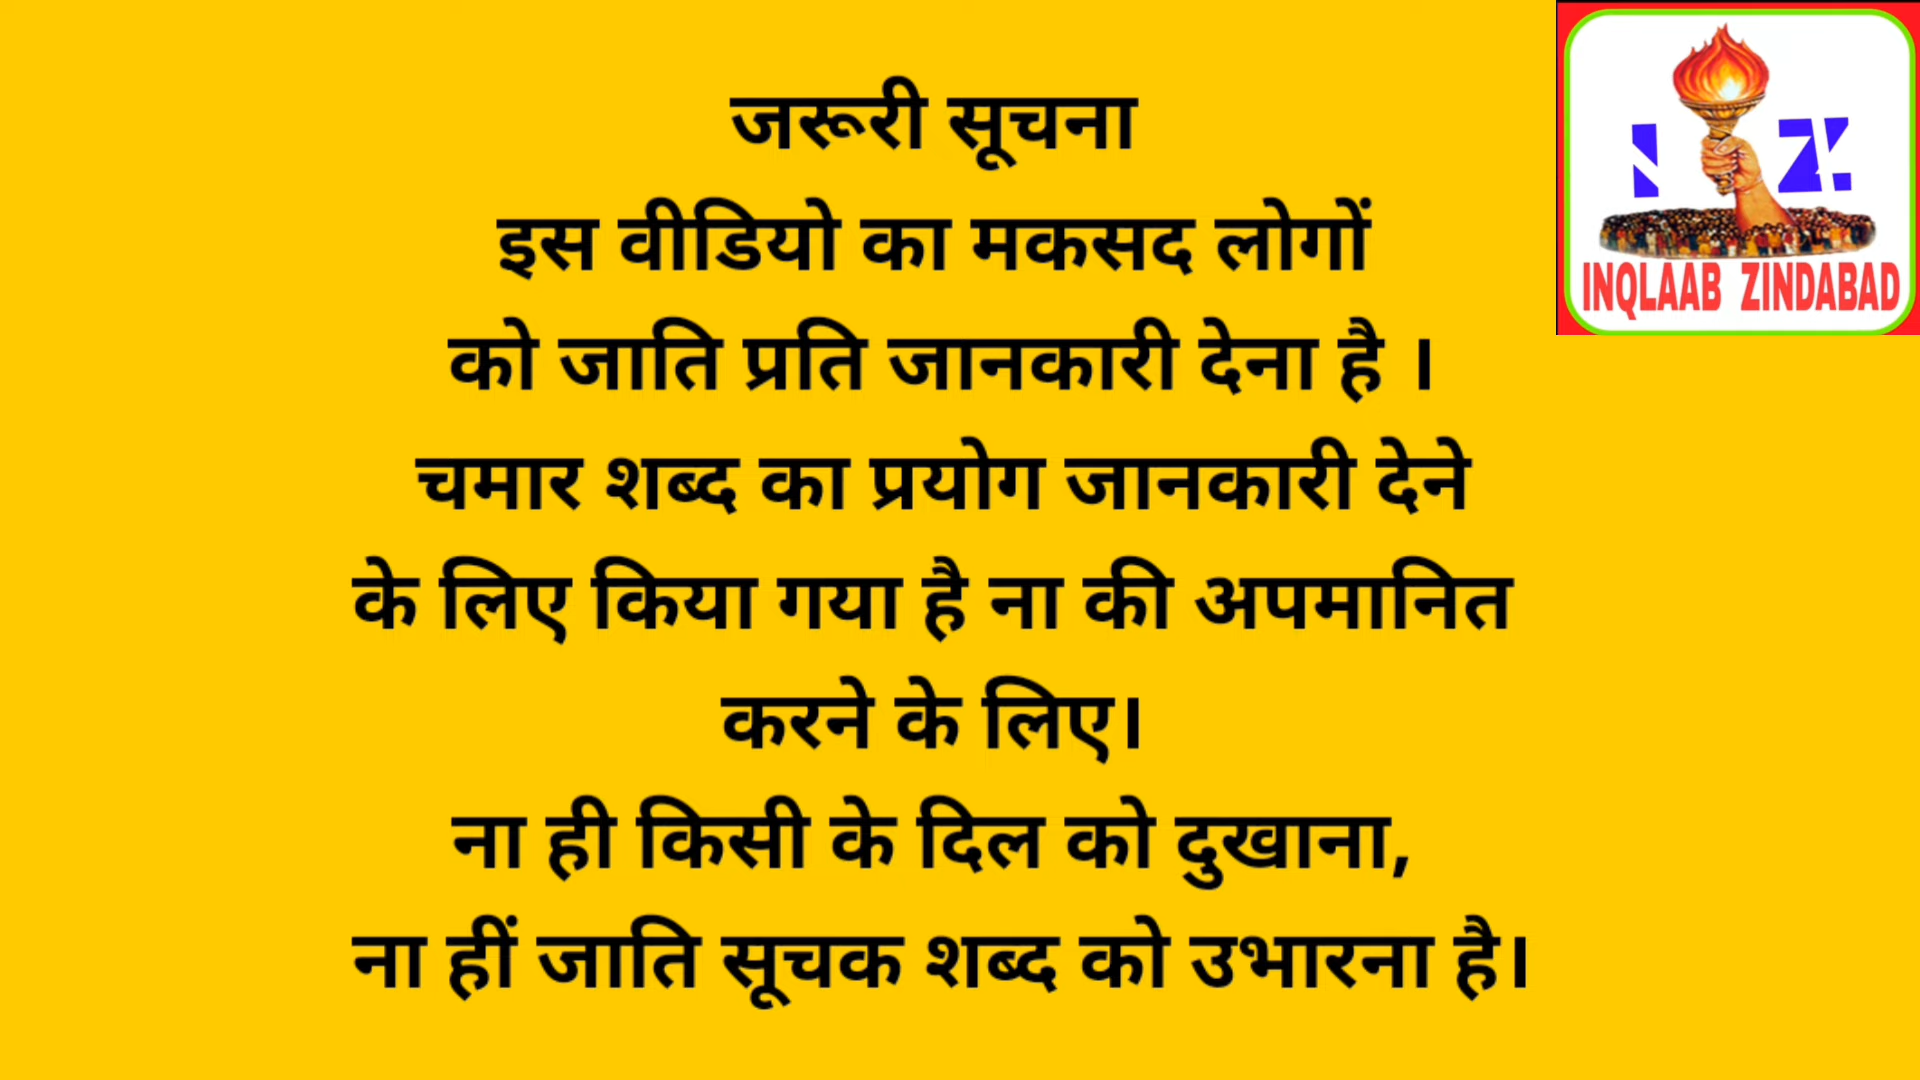 जरूरी सूचना
इस वीडियो का मकसद लोगों
को जाति प्रति जानकारी देना है ।
चमार शब्द का प्रयोग जानकारी देने
के लिए किया गया है ना की अपमानित
करने के लिए।
ना ही किसी के दिल को दुखाना,
ना हीं जाति सूचक शब्द को उभारना है।
I Z
INQLAAB ZINDABAD